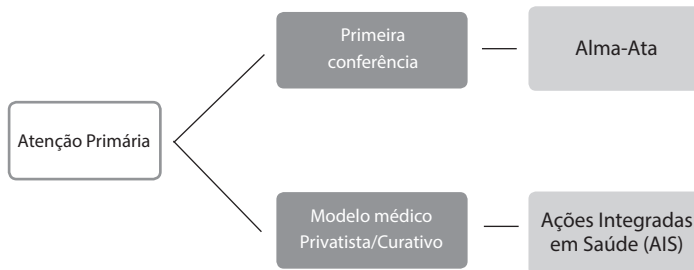 Primeira
conferência
Alma-Ata
Atenção Primária
Modelo médico
Privatista/Curativo
Ações Integradas
em Saúde (AIS)